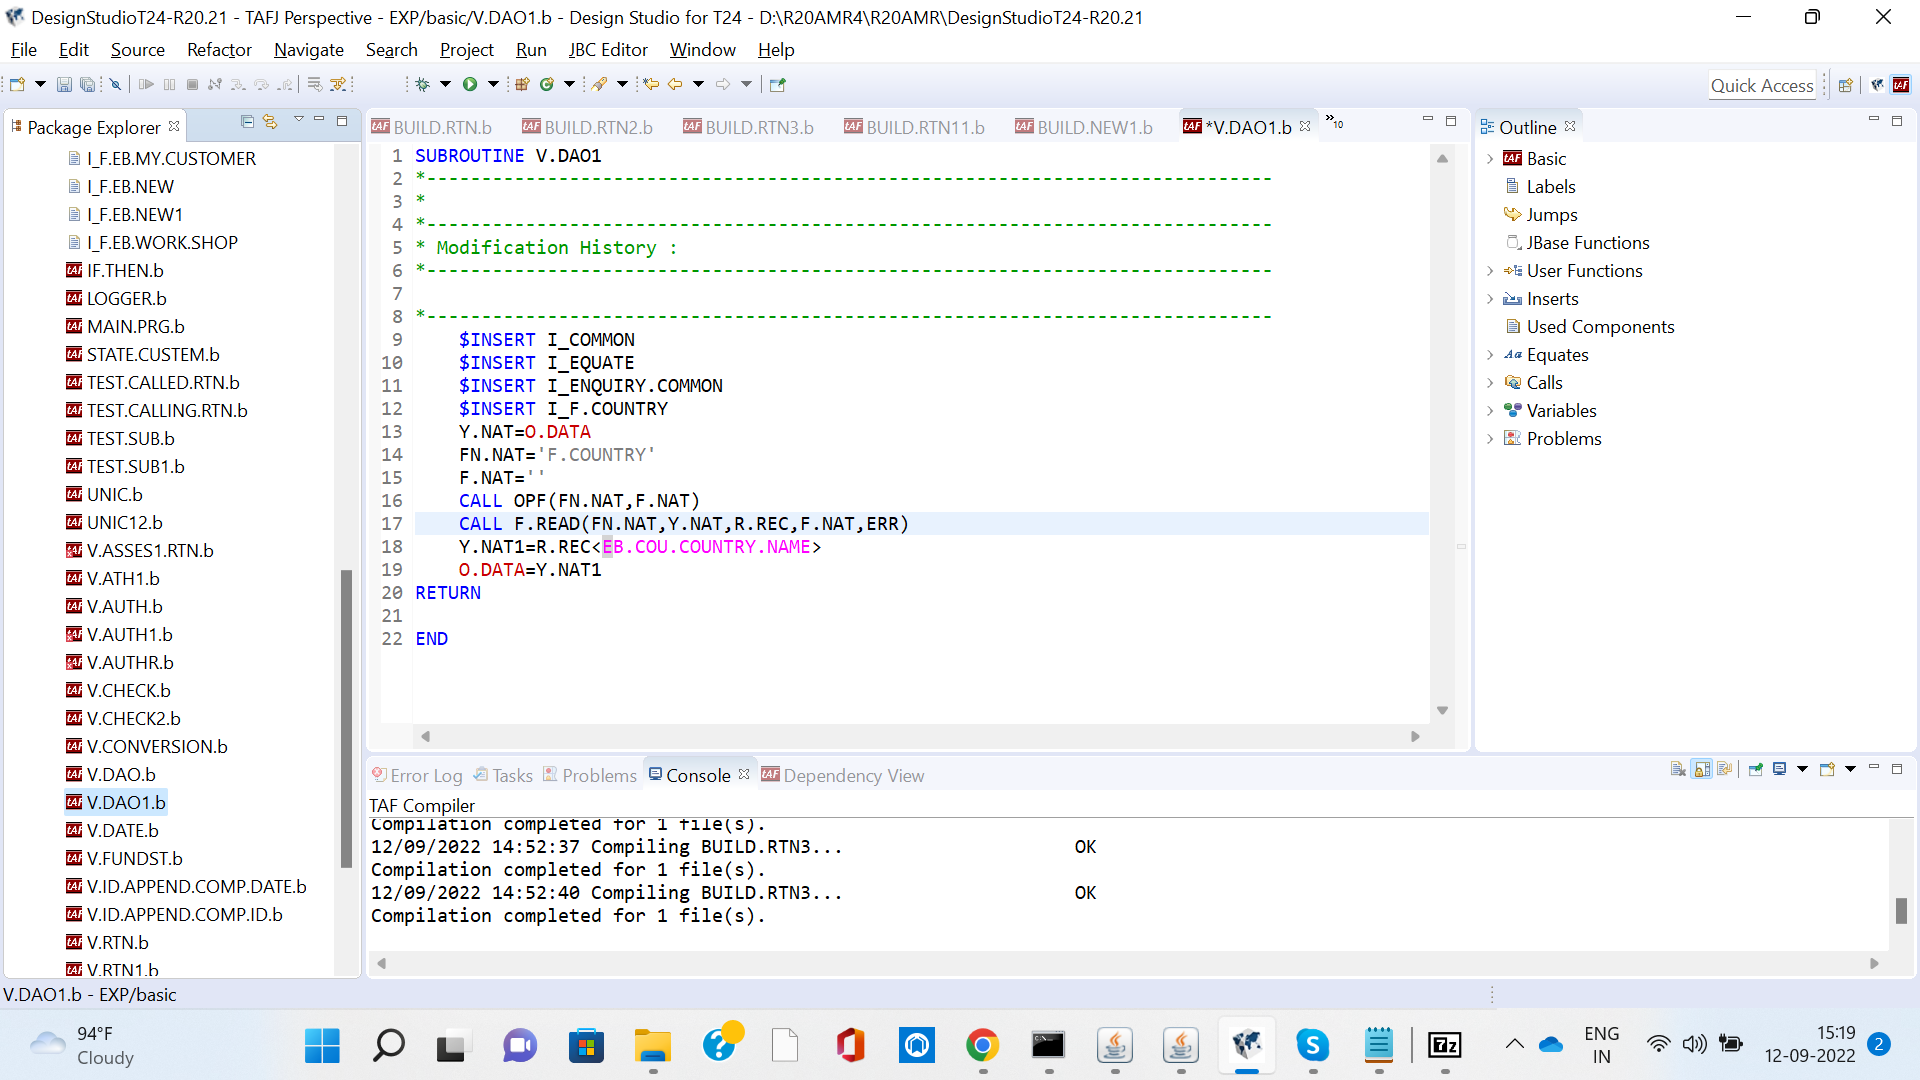 DesignStudioT24-R20.21 - TAFJ Perspective - EXP/basic/V.DAO1.b - Design Studio for T24 - D:\R20AMR4\R20AMR\DesignStudioT24-R20.21
File Edit Source Refactor Navigate Search Project Run JBC Editor Window Help
Quick Access
Package Explorer
I_F.EB.MY.CUSTOMER
I_F.EB.NEW
I_F.EB.NEW1
I_F.EB.WORK.SHOP
IF.THEN.b
LOGGER.b
MAIN.PRG.b
STATE.CUSTEM.b
TEST.CALLED.RTN.b
TEST.CALLING.RTN.b
TEST.SUB.b
TEST.SUB1.b
UNIC.b
UNIC12.b
V.ASSES1.RTN.b
V.ATH1.b
V.AUTH.b
V.AUTH1.b
V.AUTHR.b
V.CHECK.b
V.CHECK2.b
V.CONVERSION.b
V.DAO.b
V.DAO1.b
V.DATE.b
V.FUNDST.b
V.ID.APPEND.COMP.DATE.b
V.ID.APPEND.COMP.ID.b
V.RTN.b
V.RTN1.b
BUILD.RTN.b BUILD.RTN2.b BUILD.RTN3.b BUILD.RTN11.b BUILD.NEW1.b *V.DAO1.b »10
1 SUBROUTINE V.DAO1
2 *-----------------------------------------------------------------------------
3 *
4 *-----------------------------------------------------------------------------
5 * Modification History :
6 *-----------------------------------------------------------------------------
7
8 *-----------------------------------------------------------------------------
9 $INSERT I_COMMON
10 $INSERT I_EQUATE
11 $INSERT I_ENQUIRY.COMMON
12 $INSERT I_F.COUNTRY
13 Y.NAT=O.DATA
14 FN.NAT='F.COUNTRY'
15 F.NAT=''
16 CALL OPF(FN.NAT,F.NAT)
17 CALL F.READ(FN.NAT,Y.NAT,R.REC,F.NAT,ERR)
18 Y.NAT1=R.REC<EB.COU.COUNTRY.NAME>
19 O.DATA=Y.NAT1
20 RETURN
21
22 END
Outline
Basic
Labels
Jumps
JBase Functions
User Functions
Inserts
Used Components
Equates
Calls
Variables
Problems
Error Log Tasks Problems Console Dependency View
TAF Compiler
Compilation completed for 1 file(s).
12/09/2022 14:52:37 Compiling BUILD.RTN3... OK
Compilation completed for 1 file(s).
12/09/2022 14:52:40 Compiling BUILD.RTN3... OK
Compilation completed for 1 file(s).
V.DAO1.b - EXP/basic
94°F
Cloudy
ENG
IN
15:19
12-09-2022
2